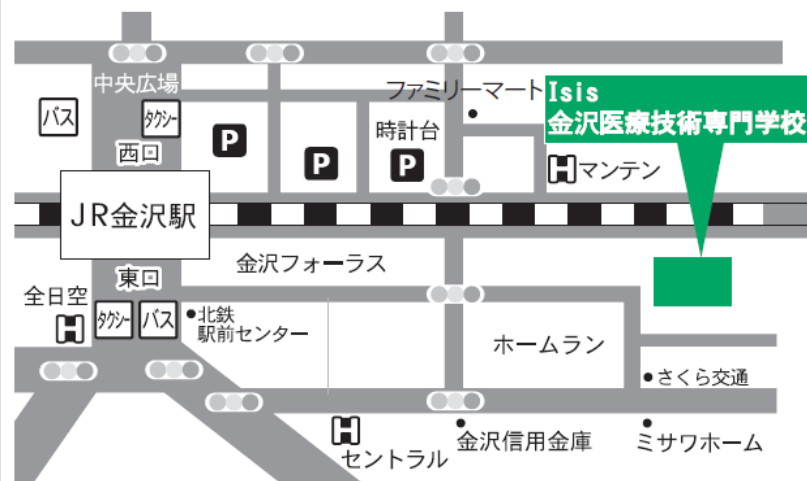 中央広場
バス
タクシー
西口
P
P
時計台
P
ファミリーマート
Isis
金沢医療技術専門学校
H
マンテン
JR金沢駅
東口
金沢フォーラス
全日空
H
タクシー
バス
北鉄
駅前センター
ホームラン
さくら交通
H
セントラル
金沢信用金庫
ミサワホーム